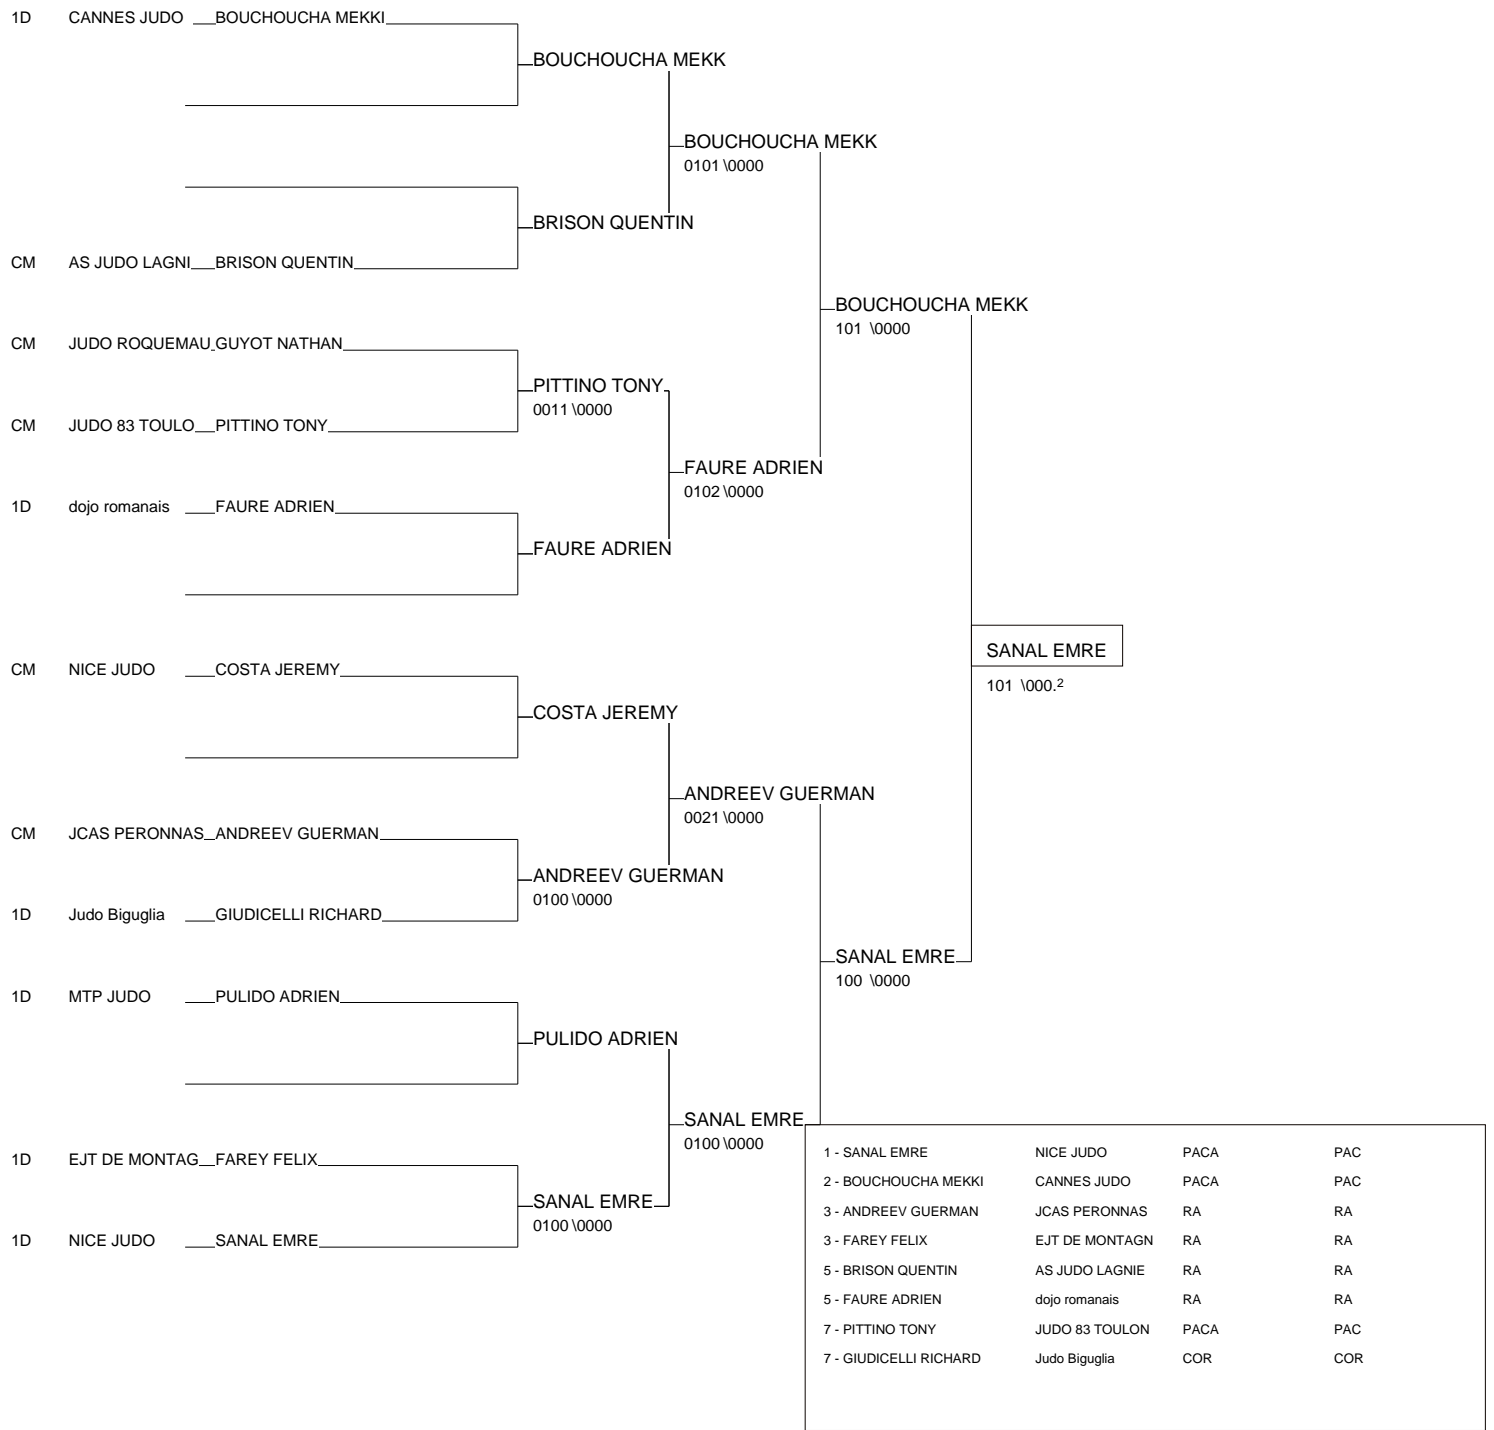 1D CANNES JUDO BOUCHOUCHA MEKKI
BOUCHOUCHA MEKK
BOUCHOUCHA MEKK
0101 \0000
BRISON QUENTIN
CM AS JUDO LAGNI BRISON QUENTIN
BOUCHOUCHA MEKK
101 \0000
CM JUDO ROQUEMAU GUYOT NATHAN
PITTINO TONY
0011 \0000
CM JUDO 83 TOULO PITTINO TONY
FAURE ADRIEN
0102 \0000
1D dojo romanais FAURE ADRIEN
FAURE ADRIEN
SANAL EMRE
101 \000.2
CM NICE JUDO COSTA JEREMY
COSTA JEREMY
ANDREEV GUERMAN
0021 \0000
CM JCAS PERONNAS ANDREEV GUERMAN
ANDREEV GUERMAN
0100 \0000
1D Judo Biguglia GIUDICELLI RICHARD
SANAL EMRE
100 \0000
1D MTP JUDO PULIDO ADRIEN
PULIDO ADRIEN
SANAL EMRE
0100 \0000
1D EJT DE MONTAG FAREY FELIX
SANAL EMRE
0100 \0000
1D NICE JUDO SANAL EMRE
1 - SANAL EMRE NICE JUDO PACA PAC
2 - BOUCHOUCHA MEKKI CANNES JUDO PACA PAC
3 - ANDREEV GUERMAN JCAS PERONNAS RA RA
3 - FAREY FELIX EJT DE MONTAGN RA RA
5 - BRISON QUENTIN AS JUDO LAGNIE RA RA
5 - FAURE ADRIEN dojo romanais RA RA
7 - PITTINO TONY JUDO 83 TOULON PACA PAC
7 - GIUDICELLI RICHARD Judo Biguglia COR COR